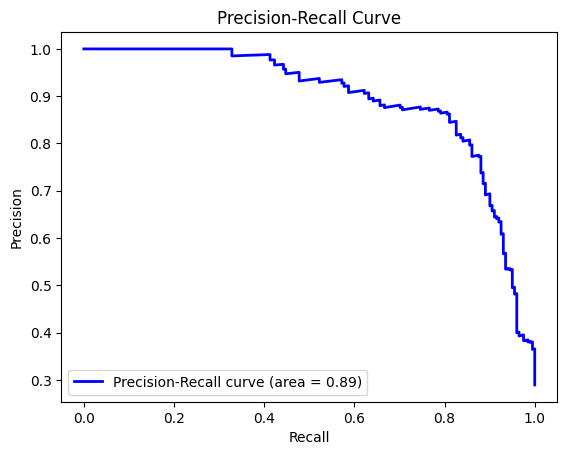 Precision-Recall Curve
1.0
0.9
0.8
0.7
0.6
0.5
0.4
0.3
Precision
Precision-Recall curve (area = 0.89)
0.0 0.2 0.4 0.6 0.8 1.0
Recall